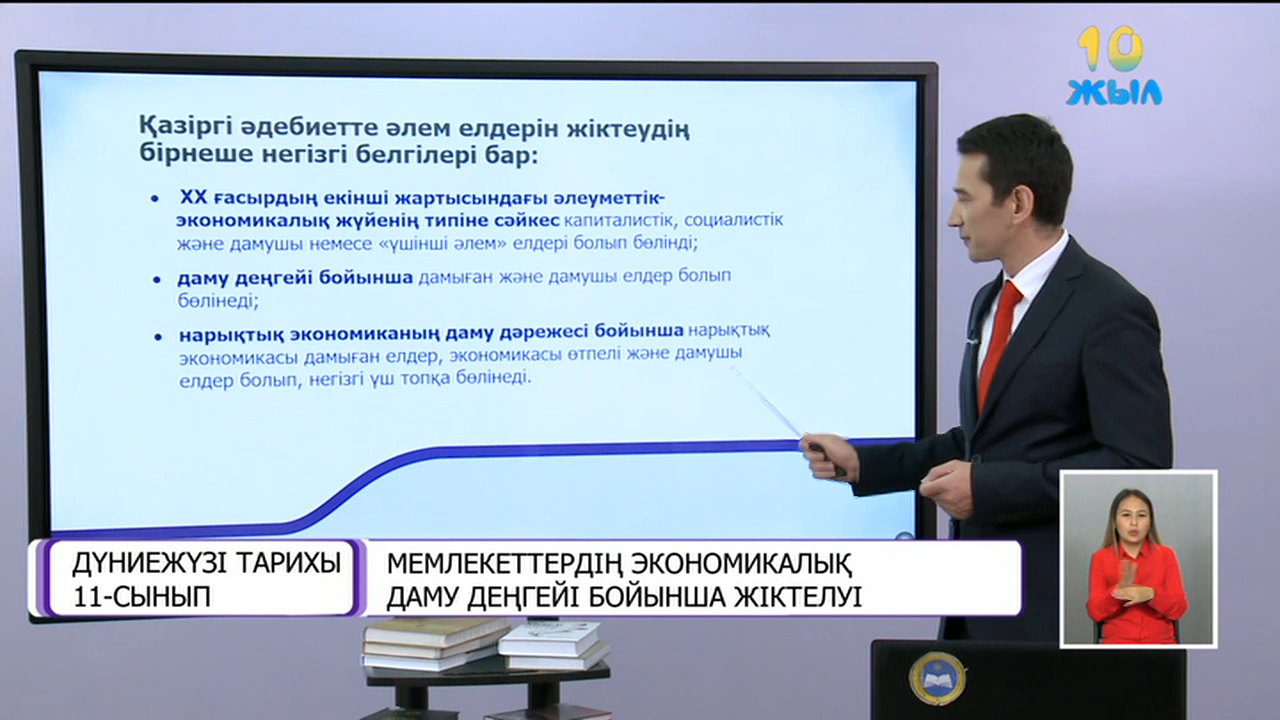 10
ЖЫЛ
Қазіргі әдебиетте әлем елдерін жіктеудің
бірнеше негізгі белгілері бар:
• XX ғасырдың екінші жартысындағы әлеуметтік-
экономикалық жүйенің типіне сәйкес капиталистік, социалистік
және дамушы немесе «үшінші әлем» елдері болып бөлінді;
• даму деңгейі бойынша дамыған және дамушы елдер болып
бөлінеді;
• нарықтық экономиканың даму дәрежесі бойынша нарықтық
экономикасы дамыған елдер, экономикасы өтпелі және дамушы
елдер болып, негізгі үш топқа бөлінеді.
ДҮНИЕЖҮЗІ ТАРИХЫ
11-СЫНЫП
МЕМЛЕКЕТТЕРДІҢ ЭКОНОМИКАЛЫҚ
ДАМУ ДЕҢГЕЙІ БОЙЫНША ЖІКТЕЛУІ